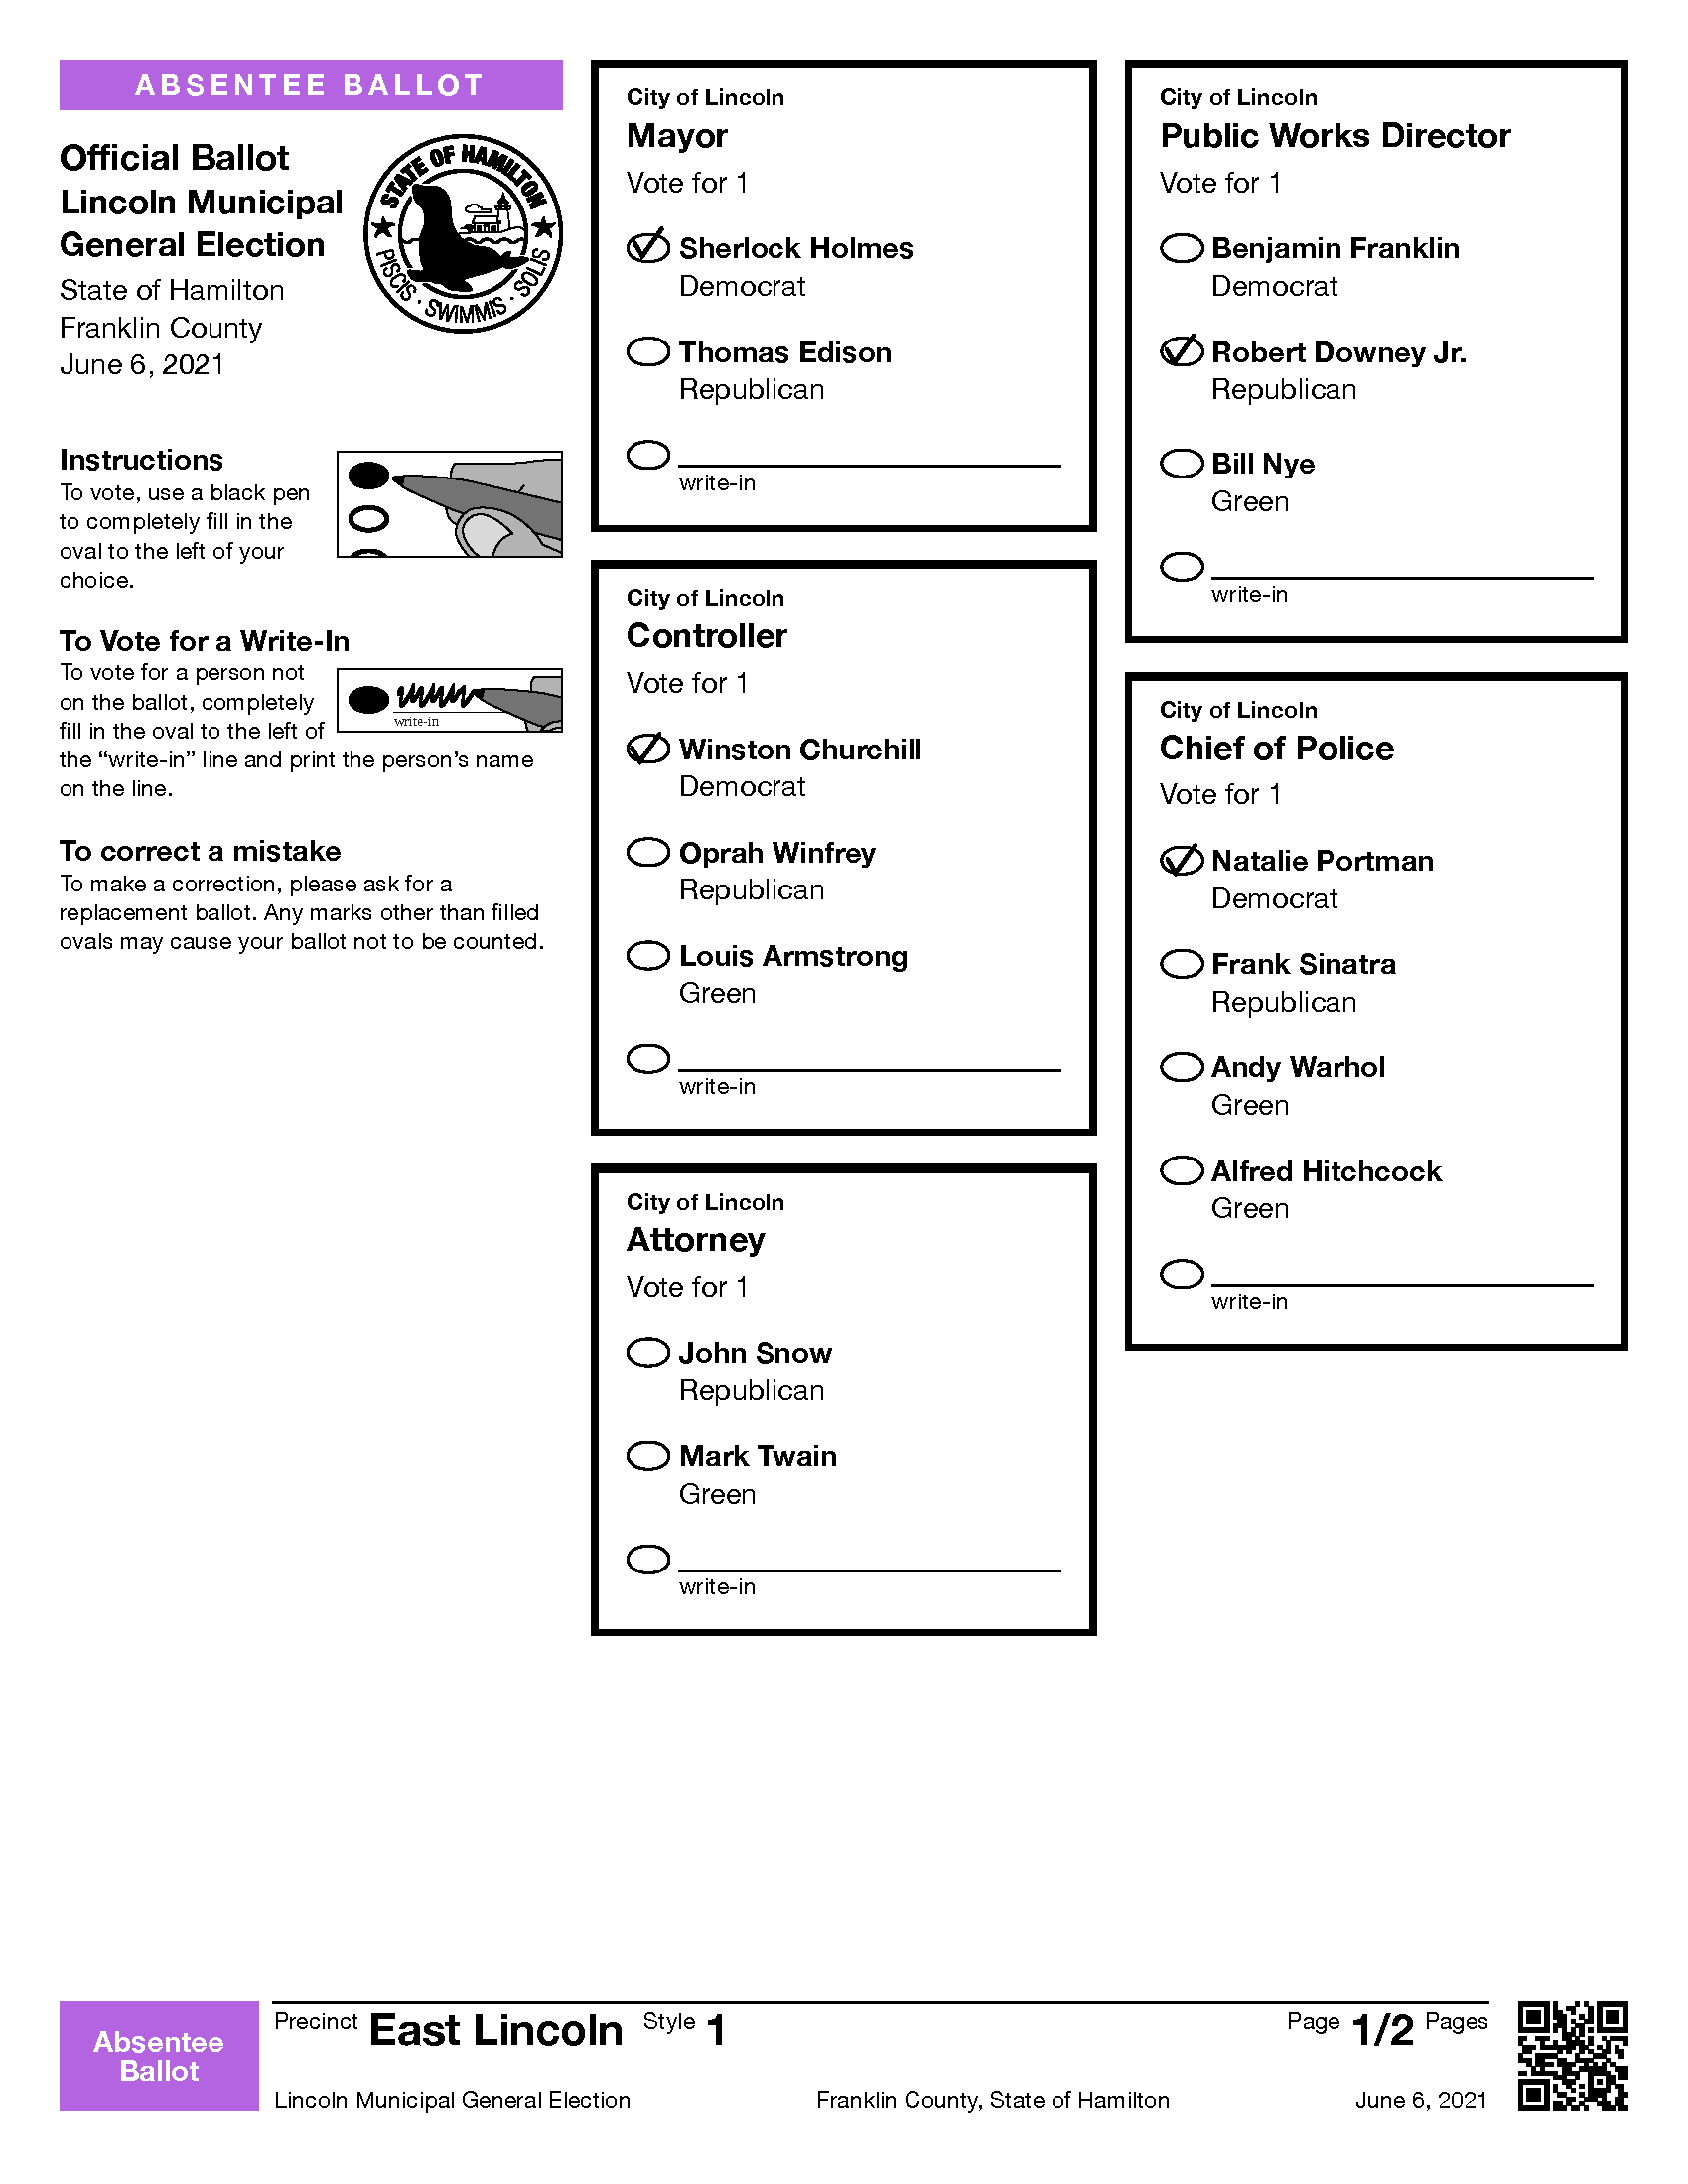 ABSENTEE BALLOT
Official Ballot
Lincoln Municipal
General Election
State of Hamilton
Franklin County
June 6, 2021
STATE OF HAMILTON
PISCIS · SWIMMIS · SOLIS
Instructions
To vote, use a black pen
to completely fill in the
oval to the left of your
choice.
To Vote for a Write-In
To vote for a person not
on the ballot, completely
fill in the oval to the left of
the “write-in” line and print the person’s name
on the line.
write-in
To correct a mistake
To make a correction, please ask for a
replacement ballot. Any marks other than filled
ovals may cause your ballot not to be counted.
City of Lincoln
Mayor
Vote for 1
Sherlock Holmes
Democrat
Thomas Edison
Republican
write-in
City of Lincoln
Controller
Vote for 1
Winston Churchill
Democrat
Oprah Winfrey
Republican
Louis Armstrong
Green
write-in
City of Lincoln
Attorney
Vote for 1
John Snow
Republican
Mark Twain
Green
write-in
City of Lincoln
Public Works Director
Vote for 1
Benjamin Franklin
Democrat
Robert Downey Jr.
Republican
Bill Nye
Green
write-in
City of Lincoln
Chief of Police
Vote for 1
Natalie Portman
Democrat
Frank Sinatra
Republican
Andy Warhol
Green
Alfred Hitchcock
Green
write-in
Absentee
Ballot
Precinct East Lincoln Style 1
Page 1/2 Pages
Lincoln Municipal General Election
Franklin County, State of Hamilton
June 6, 2021